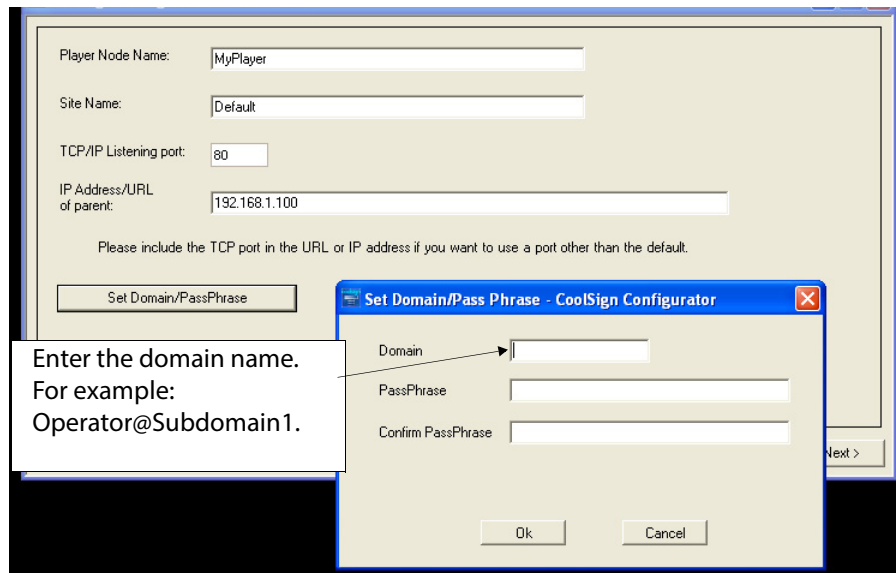 Player Node Name:
MyPlayer
Site Name:
Default
TCP/IP Listening port:
80
IP Address/URL
of parent:
192.168.1.100
Please include the TCP port in the URL or IP address if you want to use a port other than the default.
Set Domain/PassPhrase
Set Domain/Pass Phrase - CoolSign Configurator
Enter the domain name.
For example:
Operator@Subdomain1.
Domain
PassPhrase
Confirm PassPhrase
Next >
Ok
Cancel